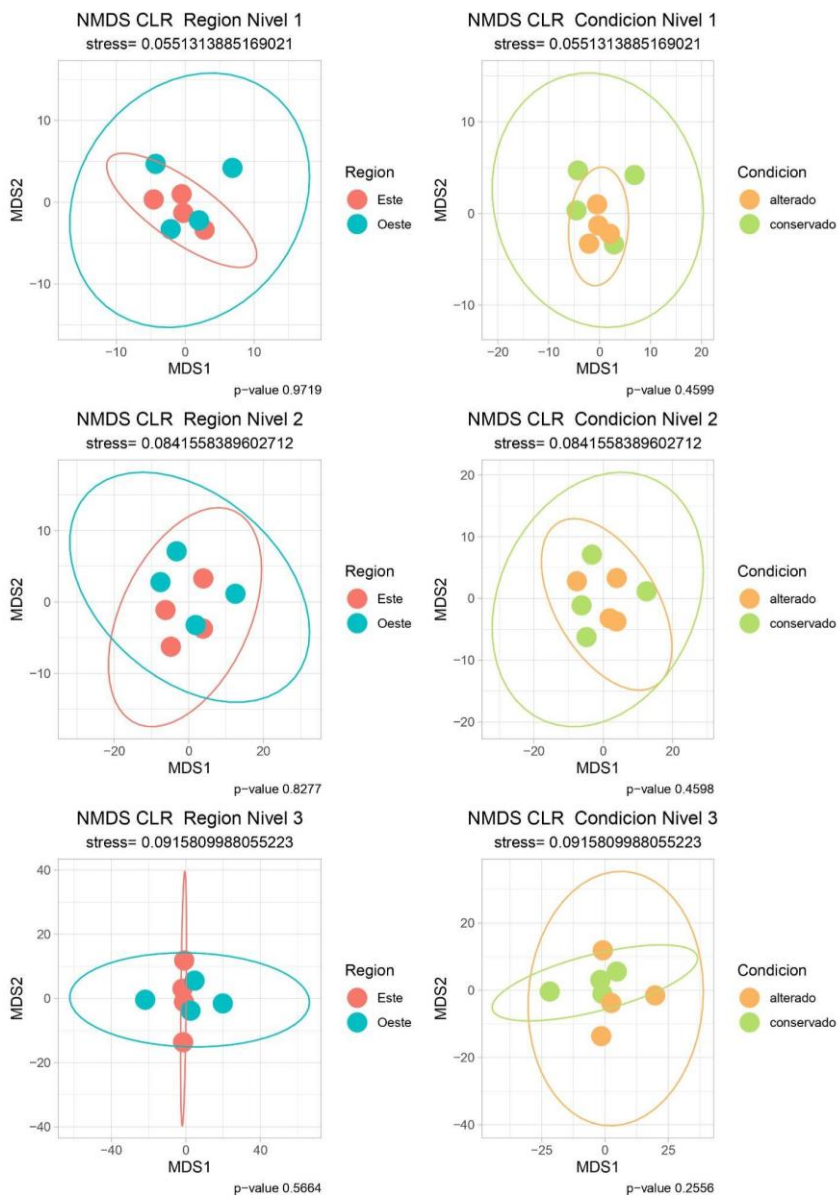 NMDS CLR Region Nivel 1
stress= 0.0551313885169021
10
0
−10
MDS2
−10 0 10
MDS1
Region
Este
Oeste
p−value 0.9719
NMDS CLR Condicion Nivel 1
stress= 0.0551313885169021
10
0
−10
MDS2
−20 −10 0 10 20
MDS1
Condicion
alterado
conservado
p−value 0.4599
NMDS CLR Region Nivel 2
stress= 0.0841558389602712
10
0
−10
MDS2
−20 0 20
MDS1
Region
Este
Oeste
p−value 0.8277
NMDS CLR Condicion Nivel 2
stress= 0.0841558389602712
20
10
0
−10
−20
MDS2
−20 0 20
MDS1
Condicion
alterado
conservado
p−value 0.4598
NMDS CLR Region Nivel 3
stress= 0.0915809988055223
40
20
0
−20
−40
MDS2
−40 0 40
MDS1
Region
Este
Oeste
p−value 0.5664
NMDS CLR Condicion Nivel 3
stress= 0.0915809988055223
20
0
−20
−40
MDS2
−25 0 25
MDS1
Condicion
alterado
conservado
p−value 0.2556